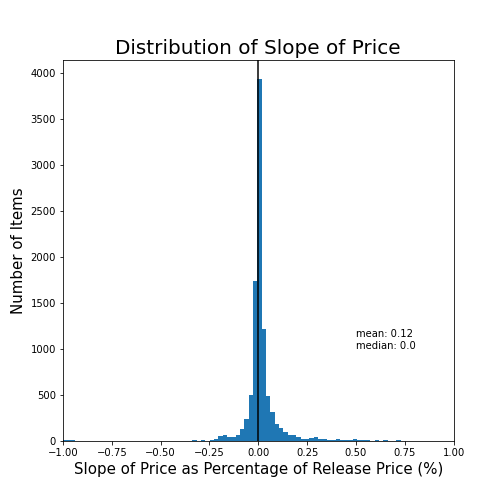 Distribution of Slope of Price
4000
3500
3000
2500
2000
1500
1000
500
0
Number of Items
mean: 0.12
median: 0.0
−1.00 −0.75 −0.50 −0.25 0.00 0.25 0.50 0.75 1.00
Slope of Price as Percentage of Release Price (%)